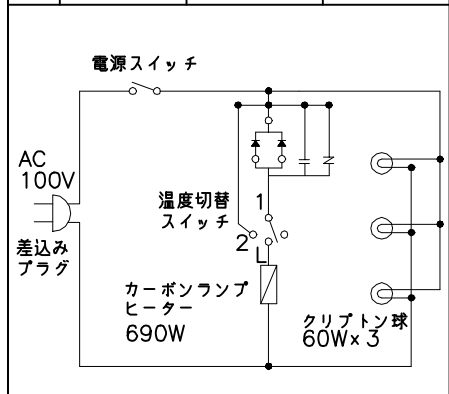 電源スイッチ
AC
100V
差込み
プラグ
温度切替
スイッチ
1
2
L
カーボンランプ
ヒーター
690W
クリプトン球
60W×3